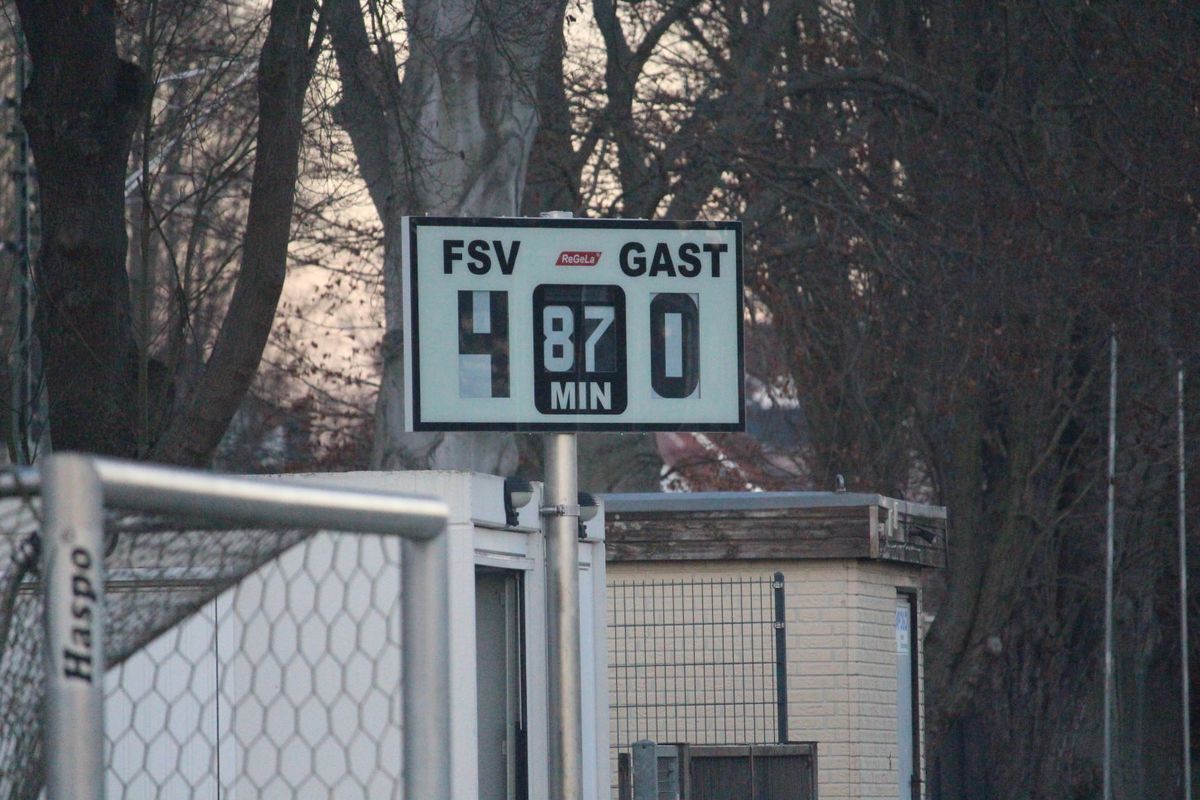 FSV ReGeLa GAST
4 87 0
MIN
Haspo